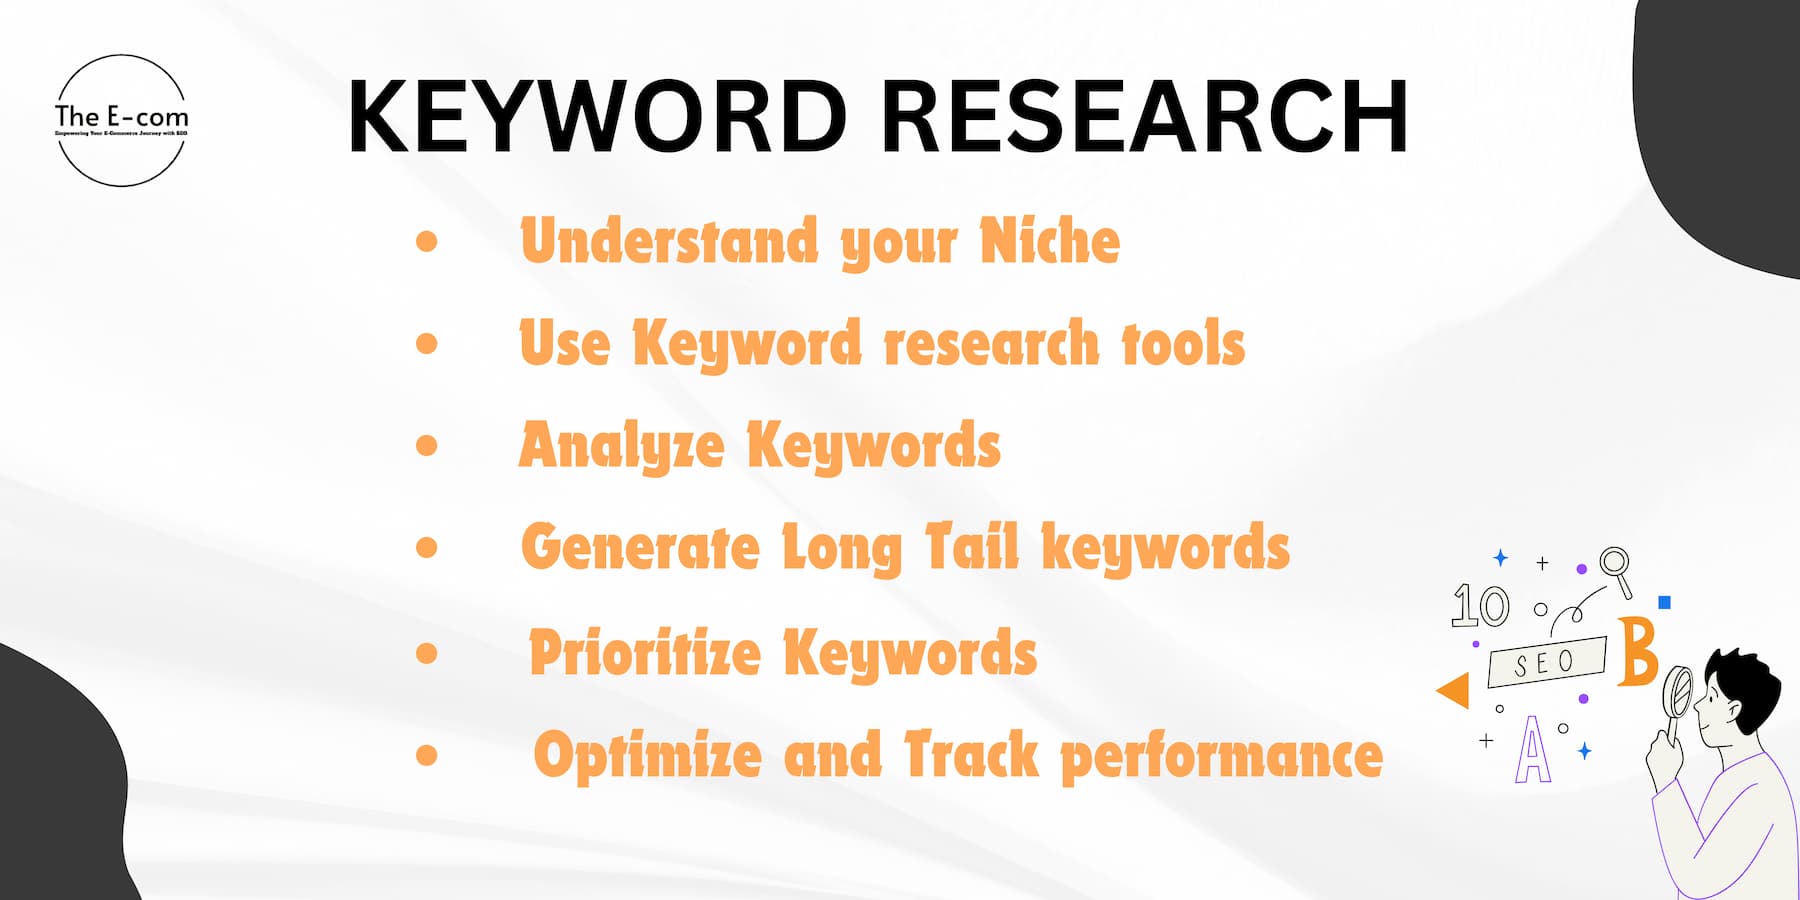 The E-com
Empowering Your E-Commerce Journey with SEO
KEYWORD RESEARCH
• Understand your Niche
• Use Keyword research tools
• Analyze Keywords
• Generate Long Tail keywords
• Prioritize Keywords
• Optimize and Track performance
10
B
SEO
A